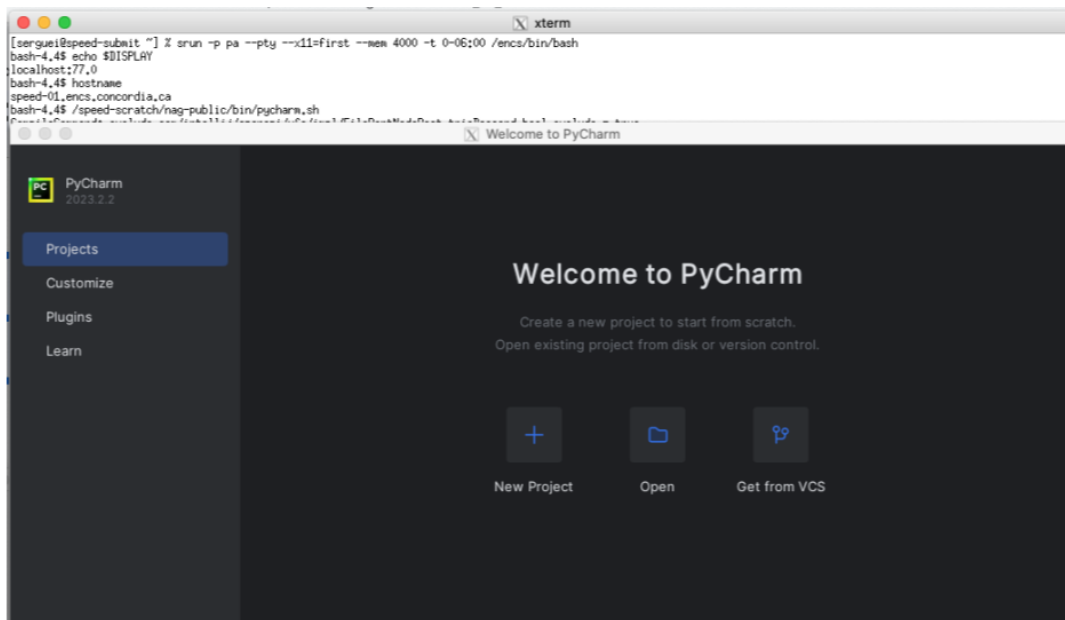 xterm
[serguei@speed-submit ~] % srun -p pa --pty --x11=first --mem 4000 -t 0-06:00 /encs/bin/bash
bash-4.4$ echo $DISPLAY
localhost:77.0
bash-4.4$ hostname
speed-01.encs.concordia.ca
bash-4.4$ /speed-scratch/nag-public/bin/pycharm.sh
Welcome to PyCharm
PC
PyCharm
2023.2.2
Projects
Customize
Plugins
Learn
Welcome to PyCharm
Create a new project to start from scratch.
Open existing project from disk or version control.
New Project Open Get from VCS